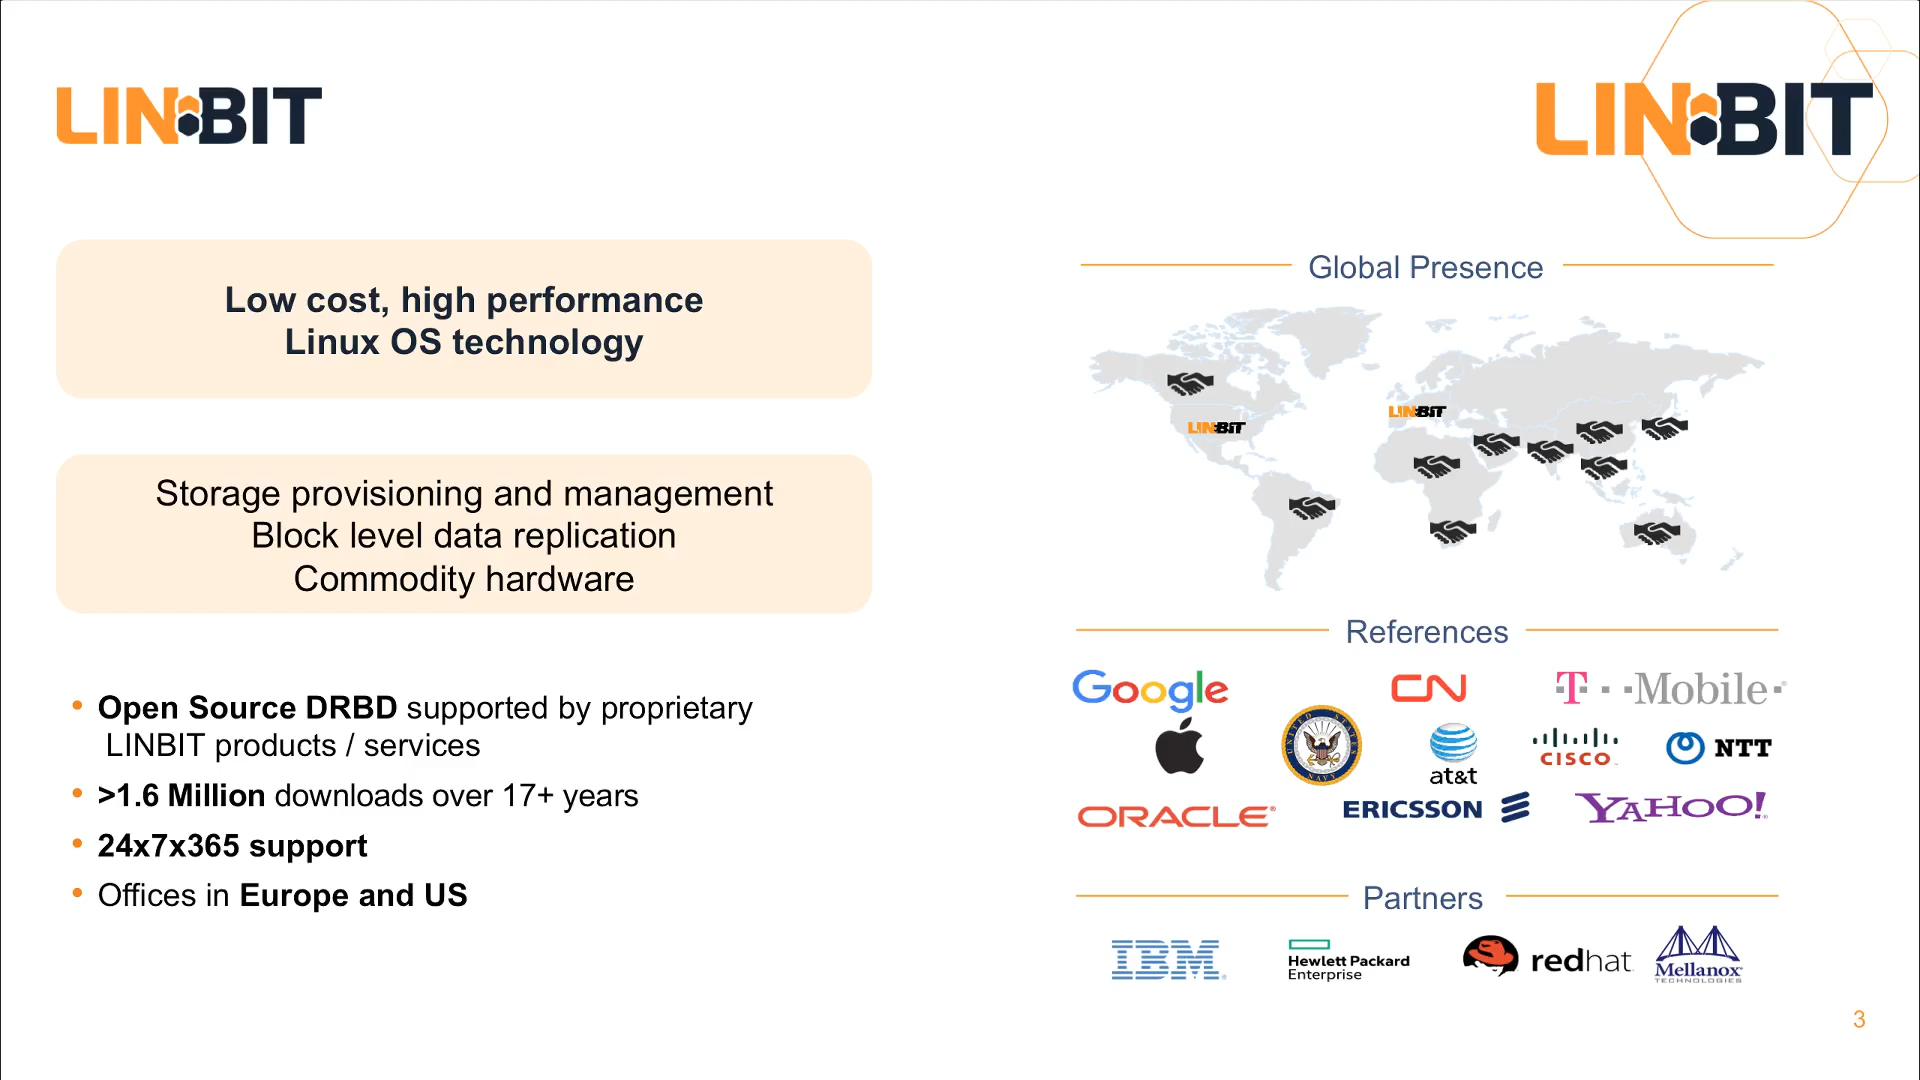 LINBIT
LINBIT
Low cost, high performance
Linux OS technology
Storage provisioning and management
Block level data replication
Commodity hardware
• Open Source DRBD supported by proprietary
LINBIT products / services
• >1.6 Million downloads over 17+ years
• 24x7x365 support
• Offices in Europe and US
Global Presence
LINBIT
LINBIT
References
Google
CN
T··Mobile·®
UNITED STATES NAVY
at&t
CISCO
NTT
ORACLE®
ERICSSON
YAHOO!
Partners
IBM®
Hewlett Packard
Enterprise
redhat
Mellanox
TECHNOLOGIES
3